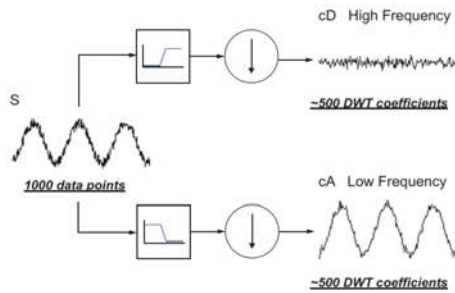 cD High Frequency
S
~500 DWT coefficients
1000 data points
cA Low Frequency
~500 DWT coefficients